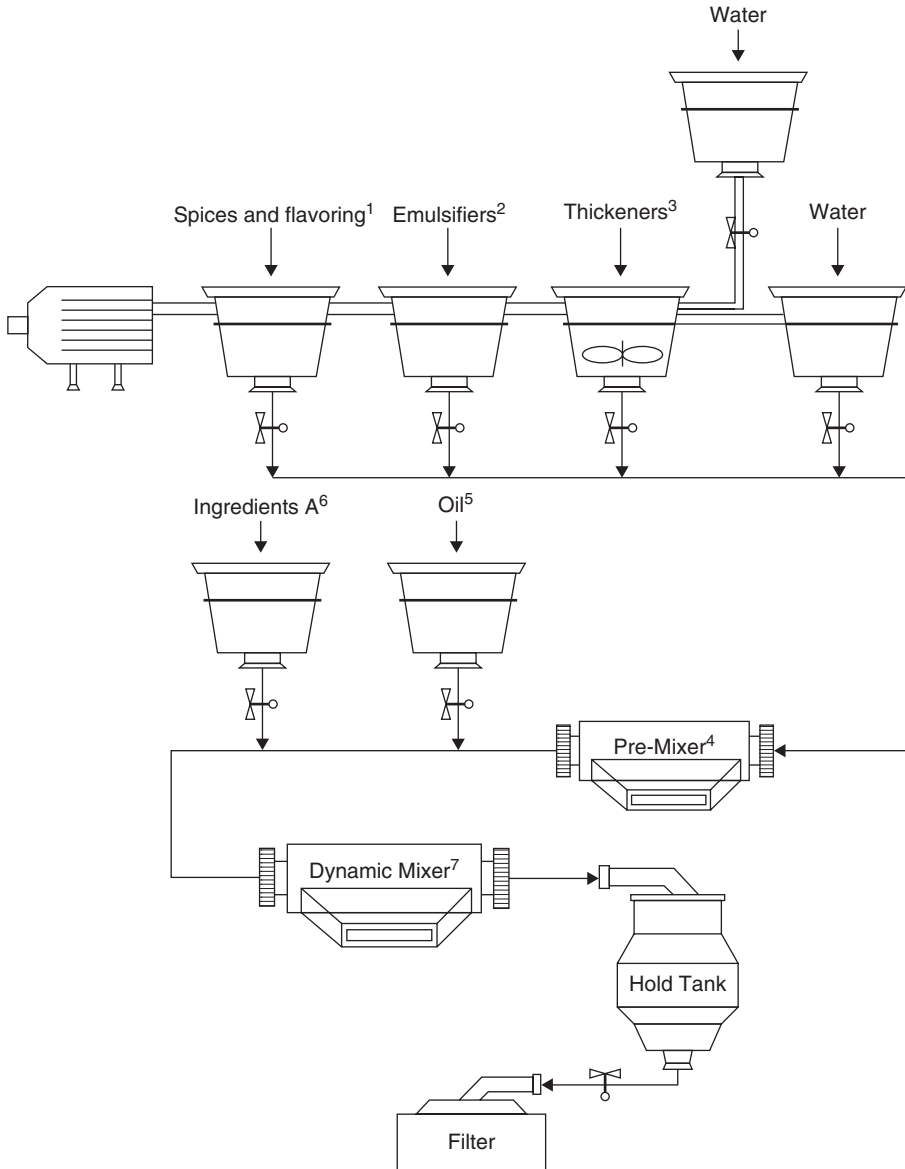 Water
Spices and flavoring¹
Emulsifiers²
Thickeners³
Water
Ingredients A⁶
Oil⁵
Pre-Mixer⁴
Dynamic Mixer⁷
Hold Tank
Filter